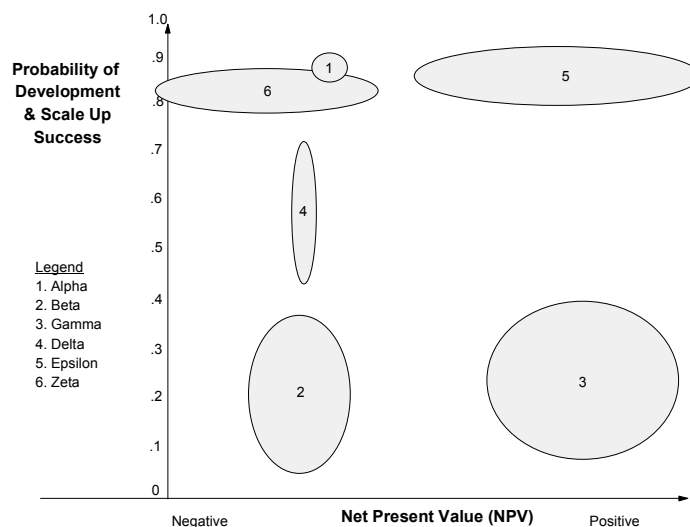 1.0
.9
.8
.7
.6
.5
.4
.3
.2
.1
0
Probability of
Development
& Scale Up
Success
1
6
5
4
2
3
Legend
1. Alpha
2. Beta
3. Gamma
4. Delta
5. Epsilon
6. Zeta
Negative
Net Present Value (NPV)
Positive